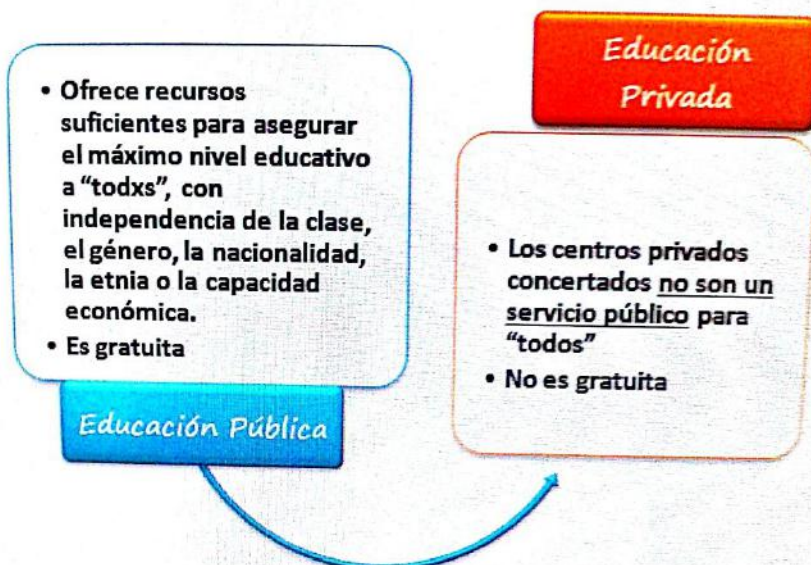 • Ofrece recursos
suficientes para asegurar
el máximo nivel educativo
a “todxs”, con
independencia de la clase,
el género, la nacionalidad,
la etnia o la capacidad
económica.
• Es gratuita
Educación Pública
Educación
Privada
• Los centros privados
concertados no son un
servicio público para
“todos”
• No es gratuita